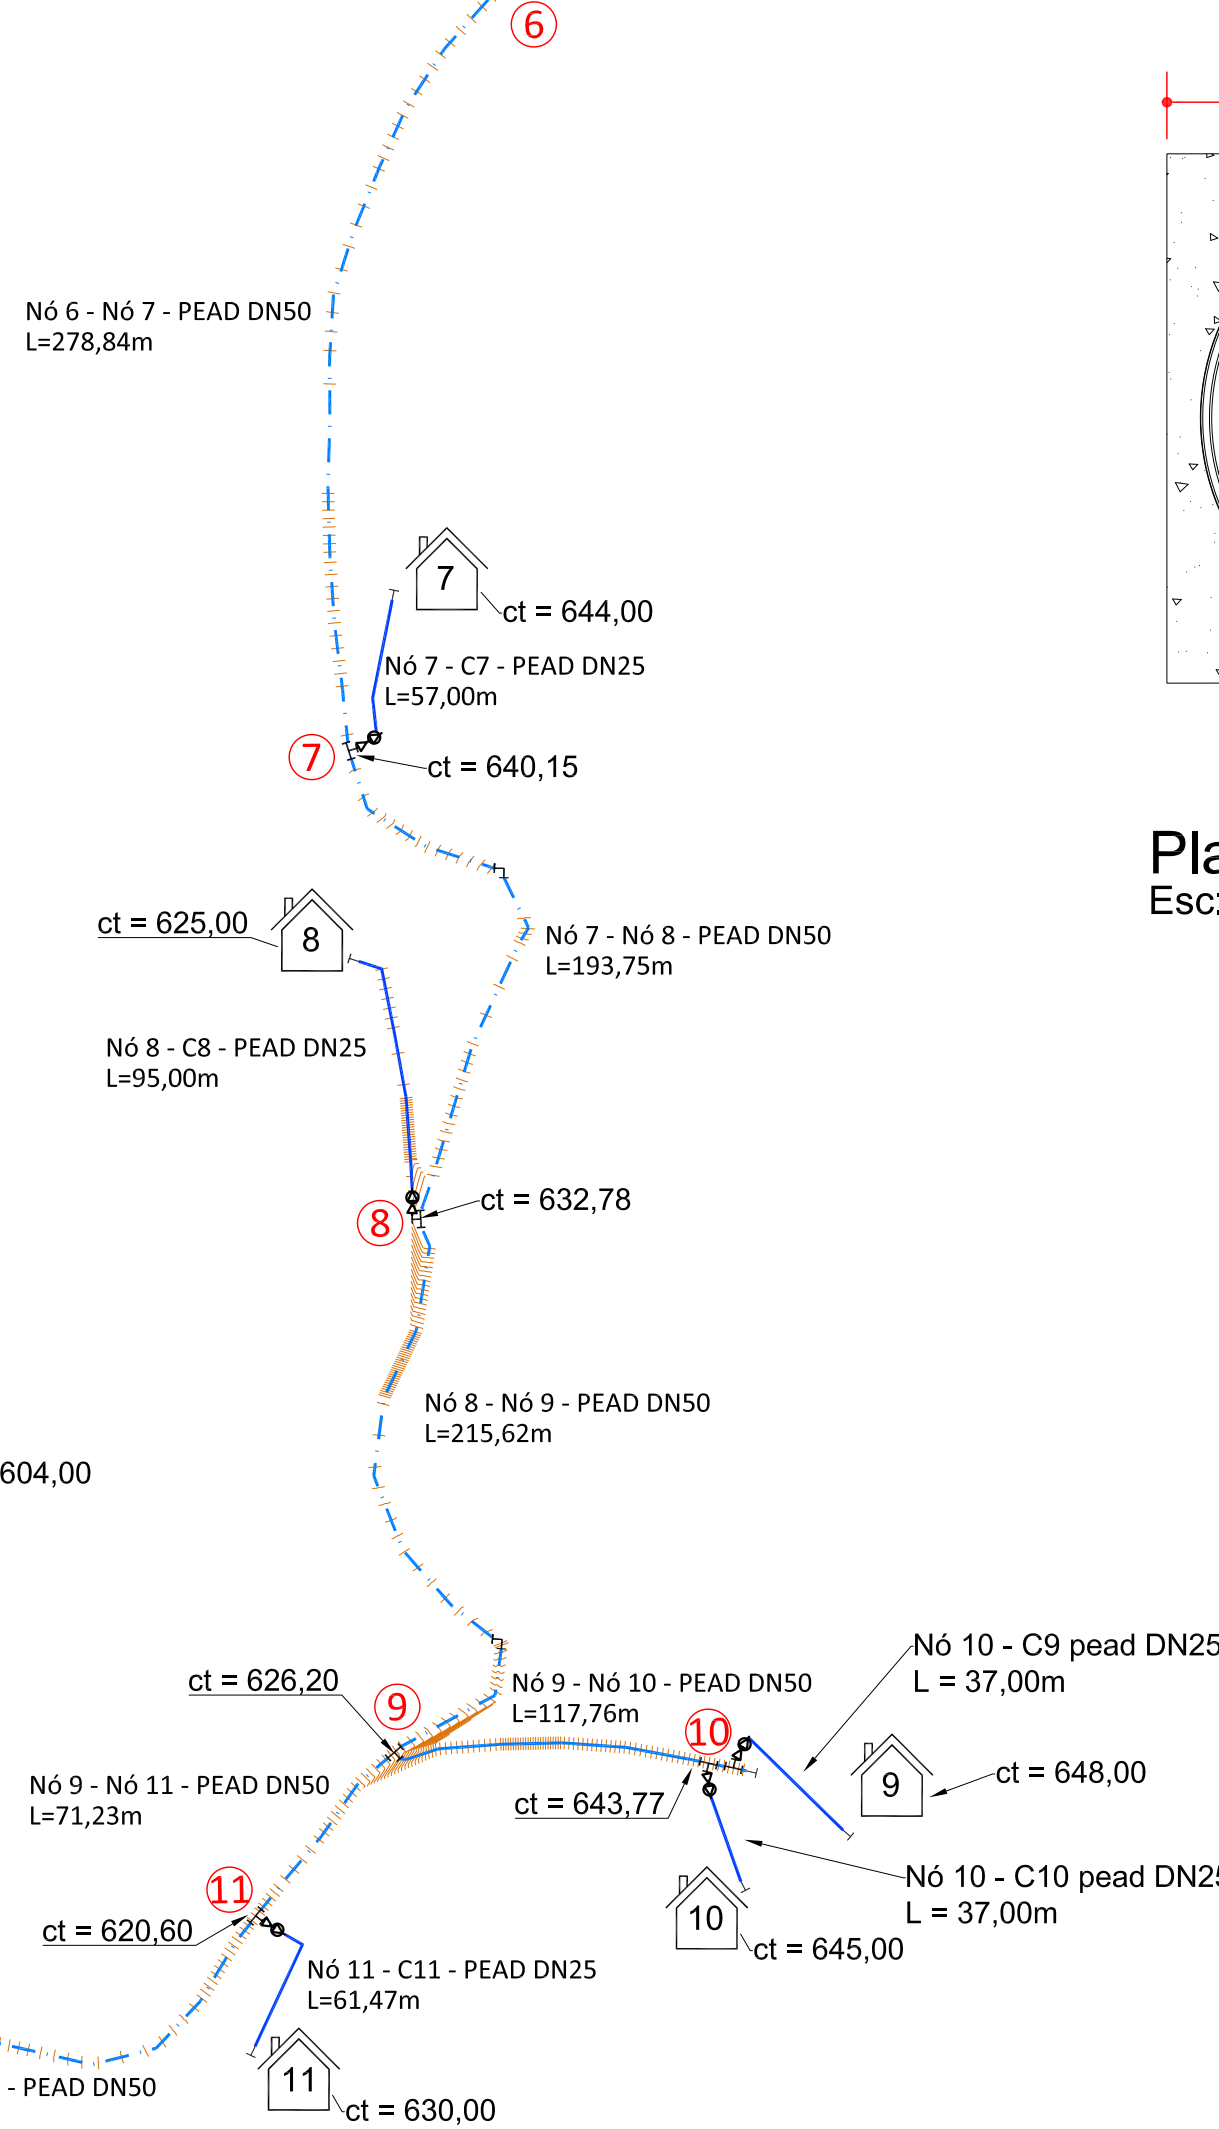 6
Nó 6 - Nó 7 - PEAD DN50
L=278,84m
7
ct = 644,00
Nó 7 - C7 - PEAD DN25
L=57,00m
7
ct = 640,15
Pla
Esc:
ct = 625,00
8
Nó 7 - Nó 8 - PEAD DN50
L=193,75m
Nó 8 - C8 - PEAD DN25
L=95,00m
ct = 632,78
8
Nó 8 - Nó 9 - PEAD DN50
L=215,62m
604,00
Nó 10 - C9 pead DN25
L = 37,00m
ct = 626,20
9
Nó 9 - Nó 10 - PEAD DN50
L=117,76m
10
9
ct = 648,00
Nó 9 - Nó 11 - PEAD DN50
L=71,23m
ct = 643,77
Nó 10 - C10 pead DN25
L = 37,00m
11
10
ct = 645,00
ct = 620,60
Nó 11 - C11 - PEAD DN25
L=61,47m
11
- PEAD DN50
ct = 630,00